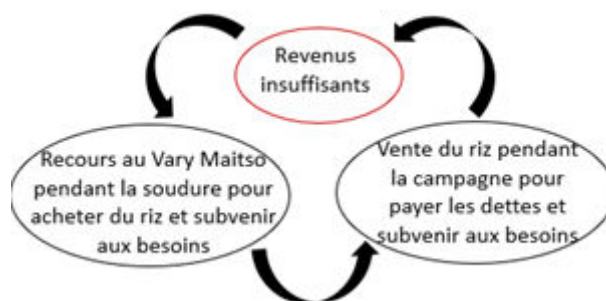 Revenus
insuffisants
Recours au Vary Maitso
pendant la soudure pour
acheter du riz et subvenir
aux besoins
Vente du riz pendant
la campagne pour
payer les dettes et
subvenir aux besoins